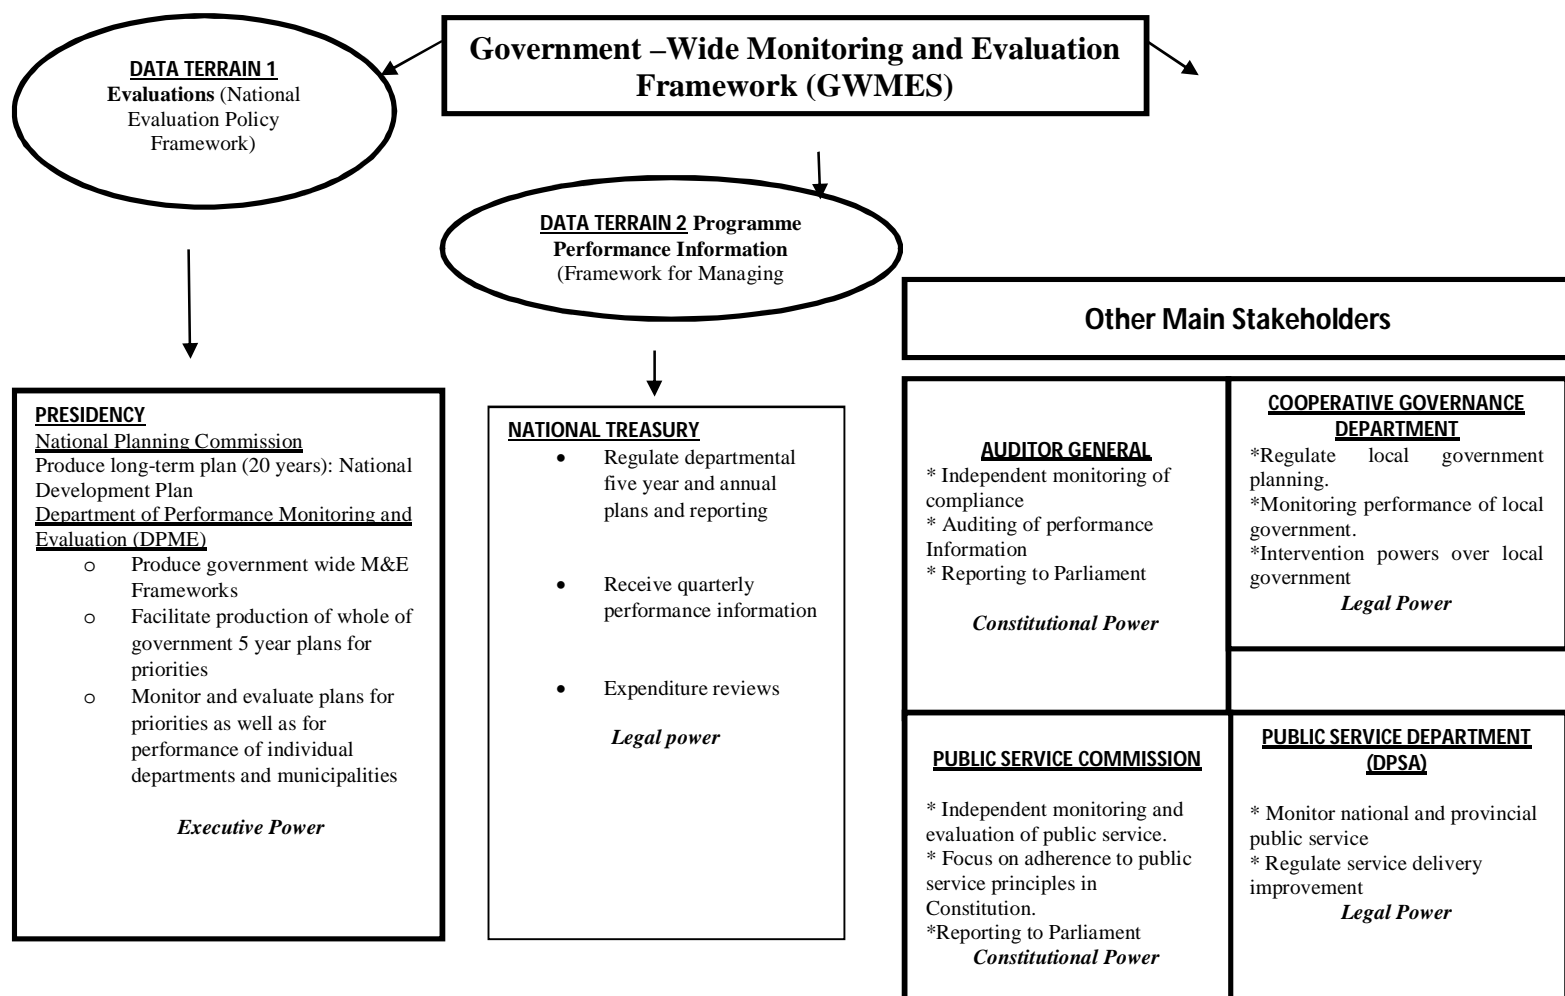 Government –Wide Monitoring and Evaluation
Framework (GWMES)
DATA TERRAIN 1
Evaluations (National
Evaluation Policy
Framework)
DATA TERRAIN 2 Programme
Performance Information
(Framework for Managing
Other Main Stakeholders
PRESIDENCY
National Planning Commission
Produce long-term plan (20 years): National
Development Plan
Department of Performance Monitoring and
Evaluation (DPME)
o Produce government wide M&E
Frameworks
o Facilitate production of whole of
government 5 year plans for
priorities
o Monitor and evaluate plans for
priorities as well as for
performance of individual
departments and municipalities
Executive Power
NATIONAL TREASURY
• Regulate departmental
five year and annual
plans and reporting
• Receive quarterly
performance information
• Expenditure reviews
Legal power
AUDITOR GENERAL
* Independent monitoring of
compliance
* Auditing of performance
Information
* Reporting to Parliament
Constitutional Power
COOPERATIVE GOVERNANCE
DEPARTMENT
*Regulate local government
planning.
*Monitoring performance of local
government.
*Intervention powers over local
government
Legal Power
PUBLIC SERVICE COMMISSION
* Independent monitoring and
evaluation of public service.
* Focus on adherence to public
service principles in
Constitution.
*Reporting to Parliament
Constitutional Power
PUBLIC SERVICE DEPARTMENT
(DPSA)
* Monitor national and provincial
public service
* Regulate service delivery
improvement
Legal Power